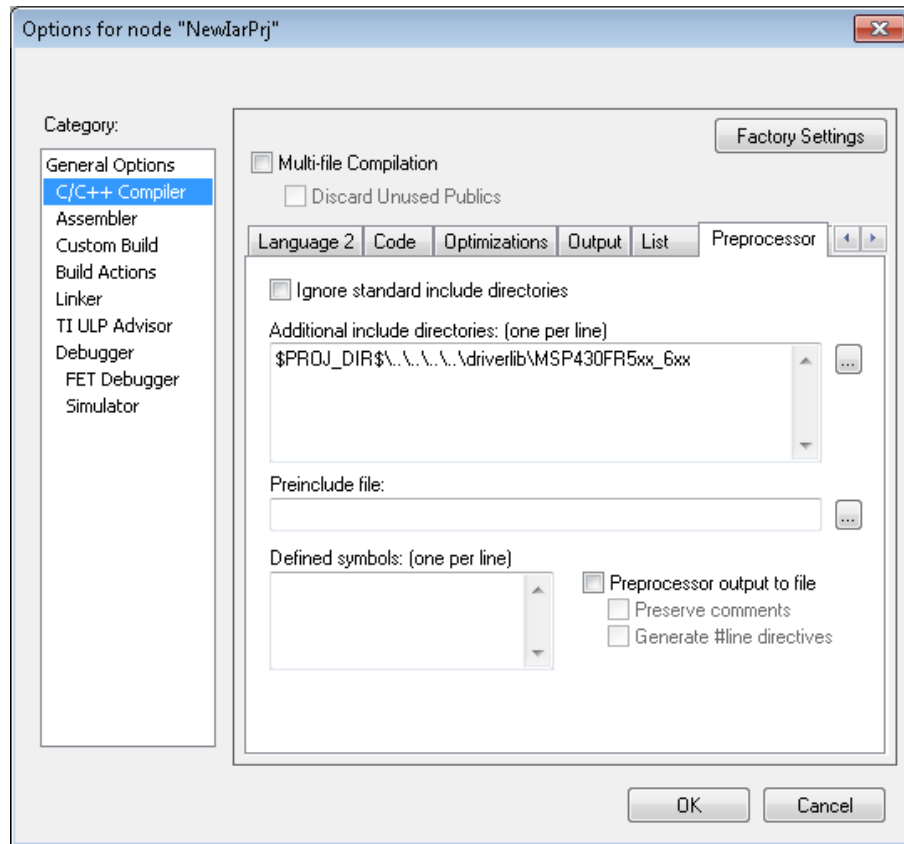 Options for node "NewIarPrj"
Category:
General Options
C/C++ Compiler
Assembler
Custom Build
Build Actions
Linker
TI ULP Advisor
Debugger
FET Debugger
Simulator
Factory Settings
Multi-file Compilation
Discard Unused Publics
Language 2 Code Optimizations Output List Preprocessor
Ignore standard include directories
Additional include directories: (one per line)
$PROJ_DIR$\..\..\..\..\driverlib\MSP430FR5xx_6xx
...
Preinclude file:
...
Defined symbols: (one per line)
Preprocessor output to file
Preserve comments
Generate #line directives
OK Cancel